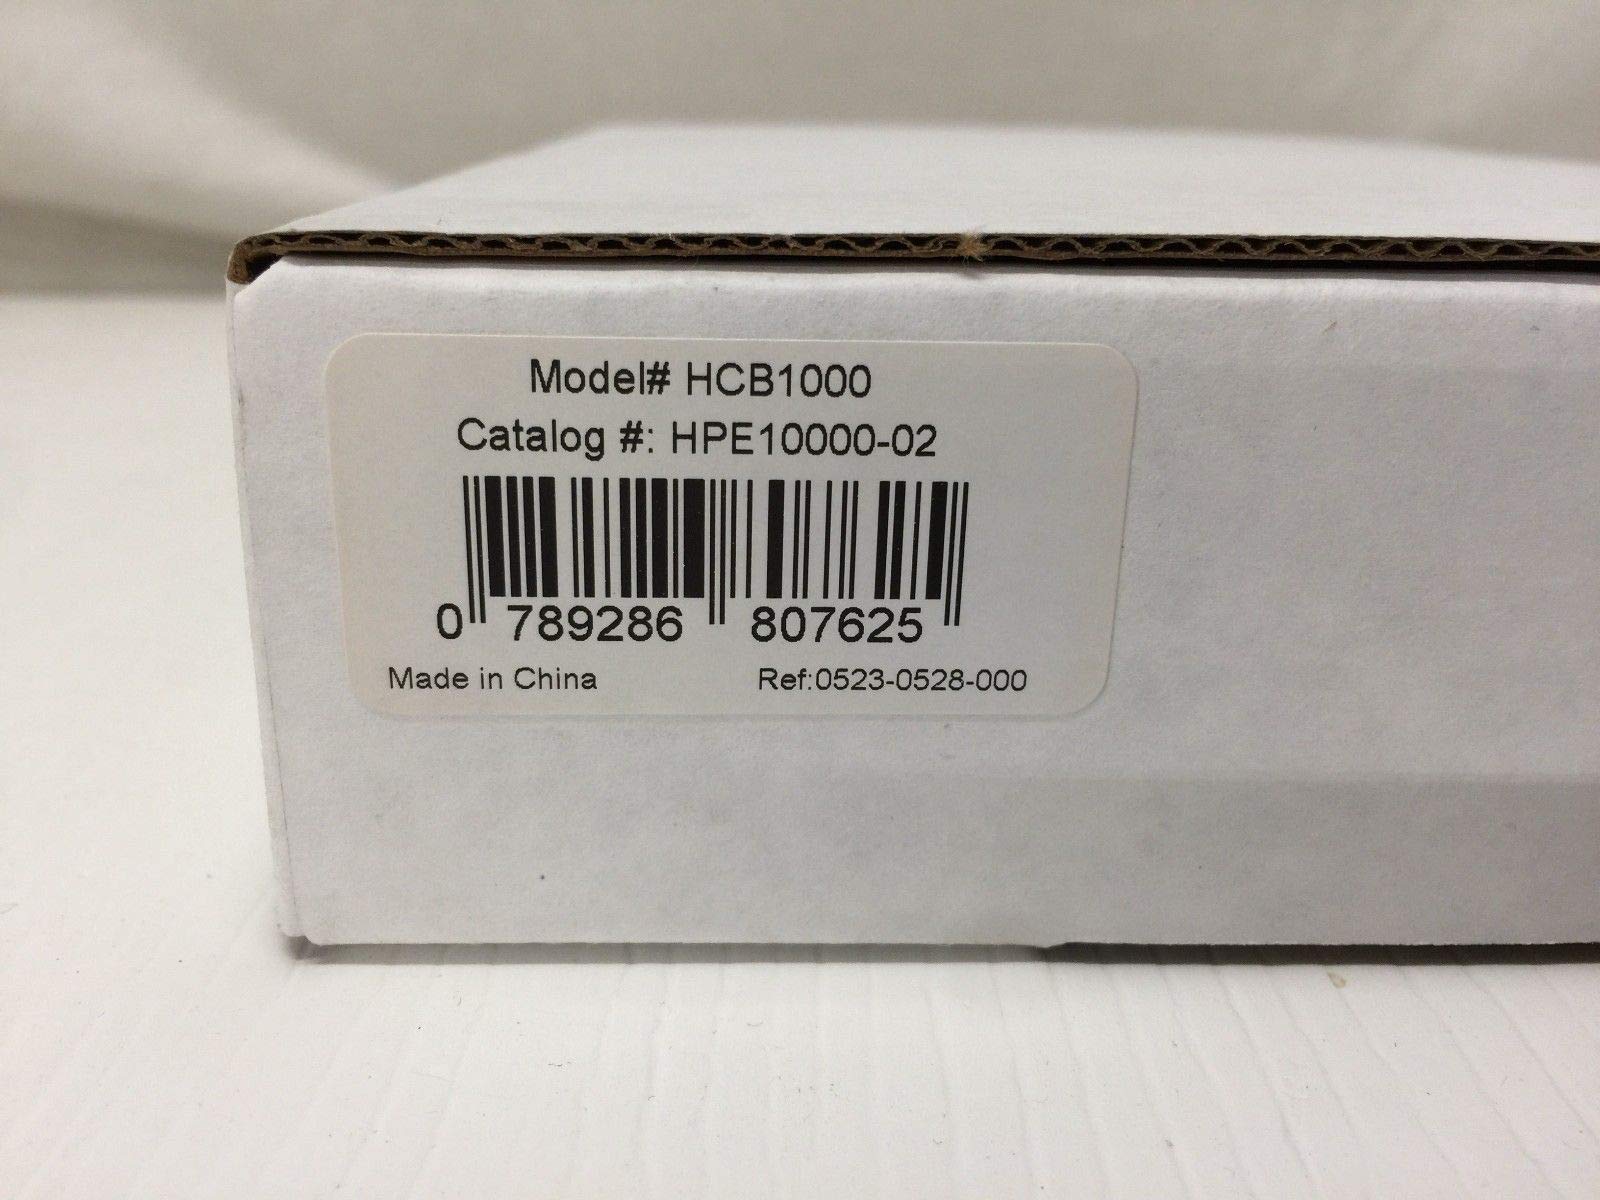 Model# HCB1000
Catalog #: HPE10000-02
0 789286 807625
Made in China Ref:0523-0528-000